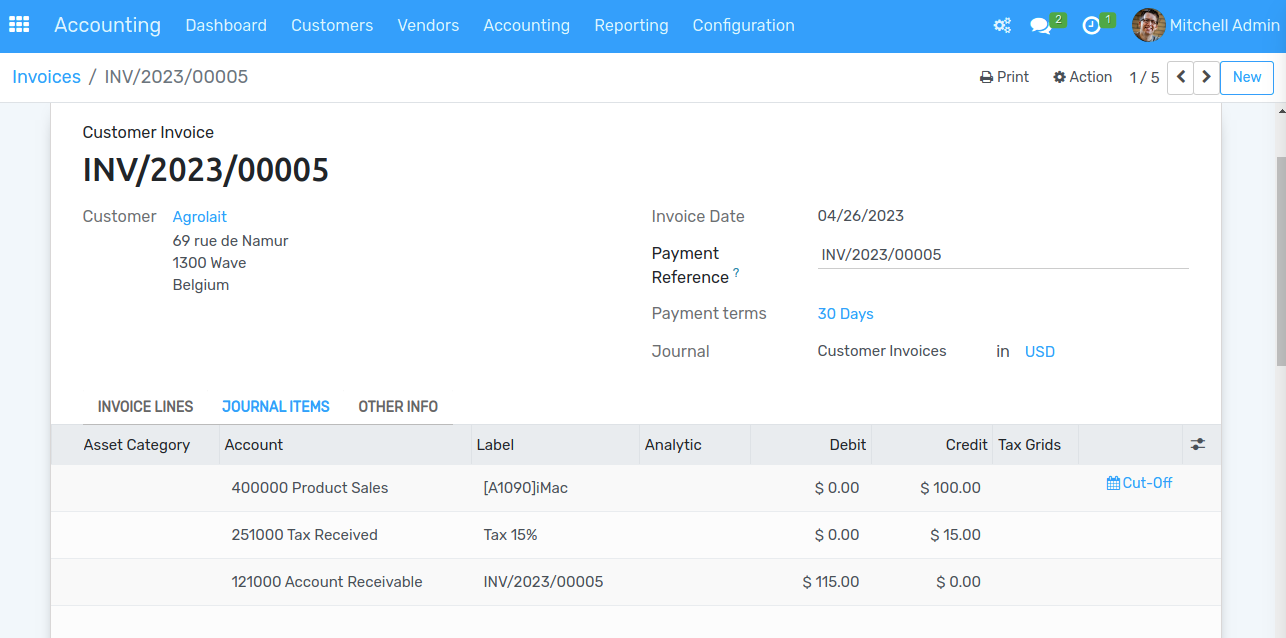 Accounting Dashboard Customers Vendors Accounting Reporting Configuration 2 1 Mitchell Admin
Invoices / INV/2023/00005 Print Action 1 / 5 New
Customer Invoice
INV/2023/00005
Customer Agrolait
69 rue de Namur
1300 Wave
Belgium
Invoice Date 04/26/2023
Payment
Reference ? INV/2023/00005
Payment terms 30 Days
Journal Customer Invoices in USD
INVOICE LINES JOURNAL ITEMS OTHER INFO
Asset Category Account Label Analytic Debit Credit Tax Grids
400000 Product Sales [A1090]iMac $ 0.00 $ 100.00 Cut-Off
251000 Tax Received Tax 15% $ 0.00 $ 15.00
121000 Account Receivable INV/2023/00005 $ 115.00 $ 0.00